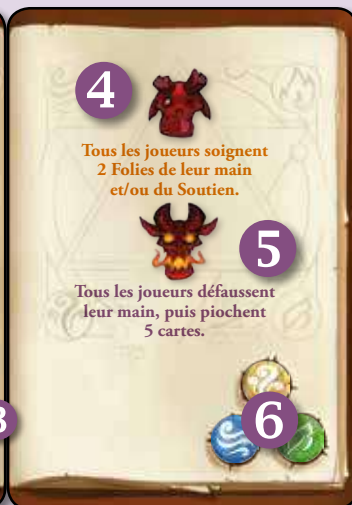 4
Tous les joueurs soignent
2 Folies de leur main
et/ou du Soutien.
5
Tous les joueurs défaussent
leur main, puis piochent
5 cartes.
6